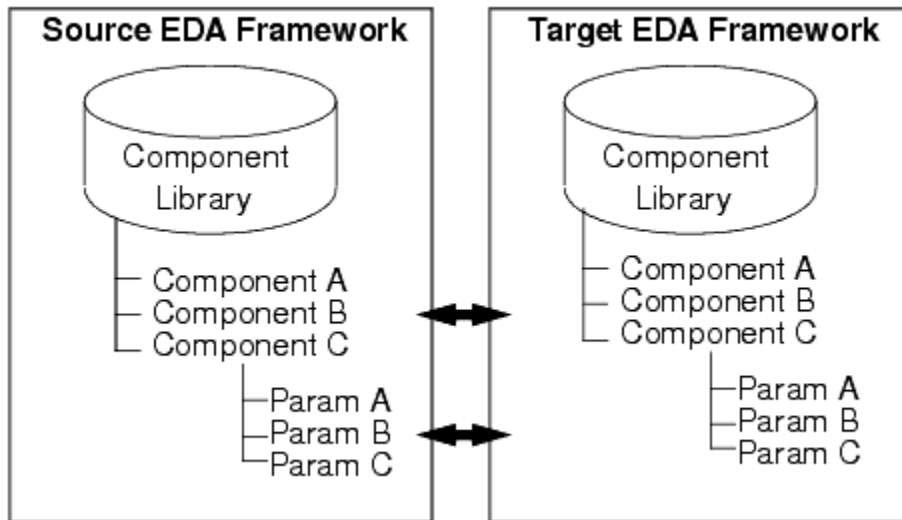 Source EDA Framework
Component
Library
Component A
Component B
Component C
Param A
Param B
Param C
Target EDA Framework
Component
Library
Component A
Component B
Component C
Param A
Param B
Param C